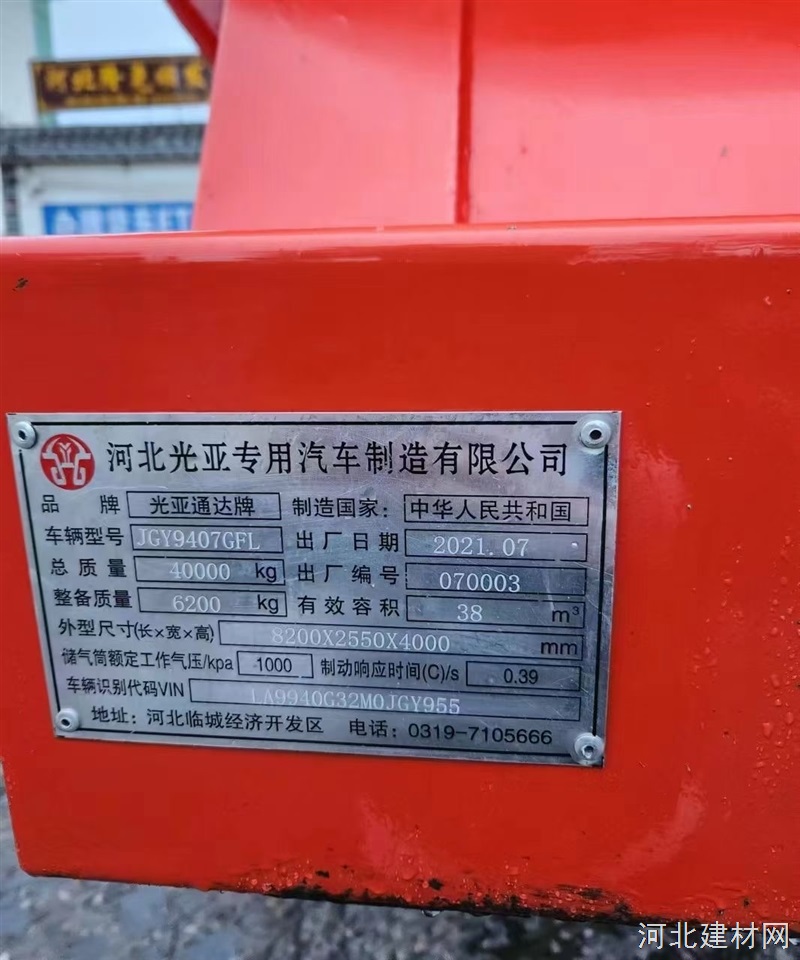 河北光亚专用汽车制造有限公司
品牌 光亚通达牌 制造国家: 中华人民共和国
车辆型号 JGY9407GFL 出厂日期 2021.07
总质量 40000 kg 出厂编号 070003
整备质量 6200 kg 有效容积 38 m³
外型尺寸(长×宽×高) 8200X2550X4000 mm
储气筒额定工作气压/kpa 1000 制动响应时间(C)/s 0.39
车辆识别代码VIN LA9940G32M0JGY955
地址: 河北临城经济开发区 电话: 0319-7105666
河北建材网